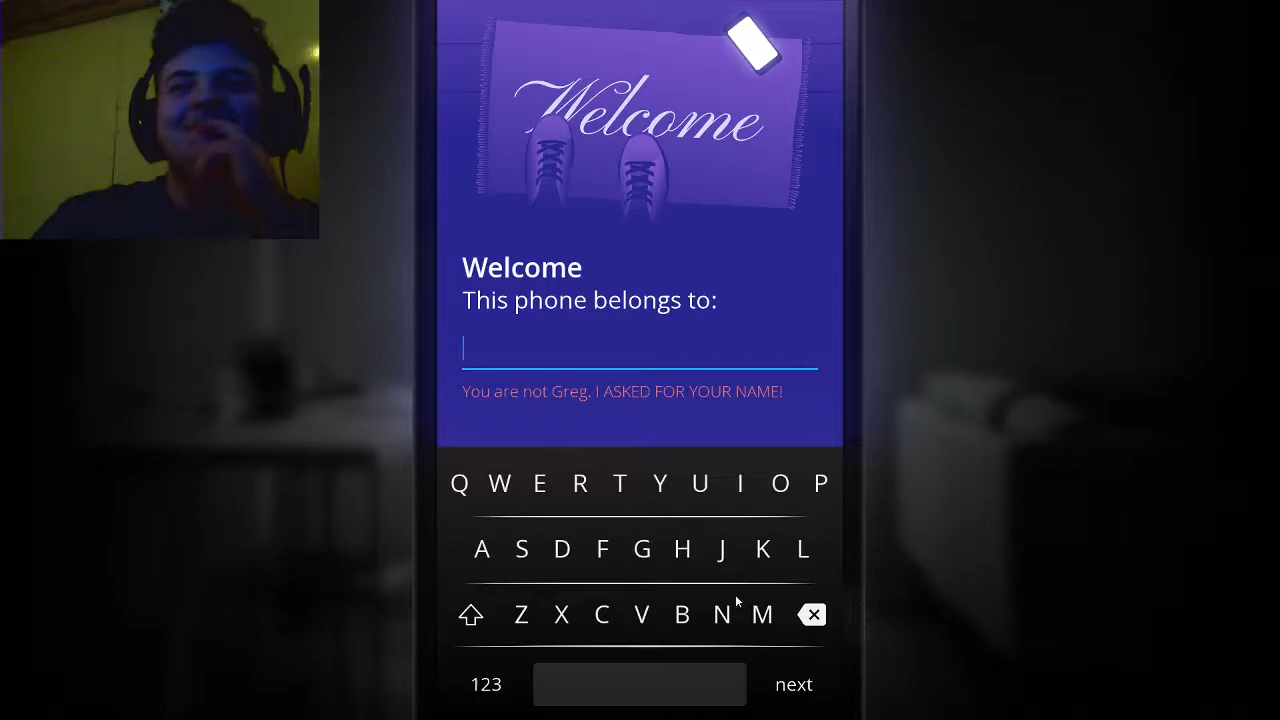 Welcome
Welcome
This phone belongs to:
You are not Greg. I ASKED FOR YOUR NAME!
Q W E R T Y U I O P
A S D F G H J K L
Z X C V B N M
123 next